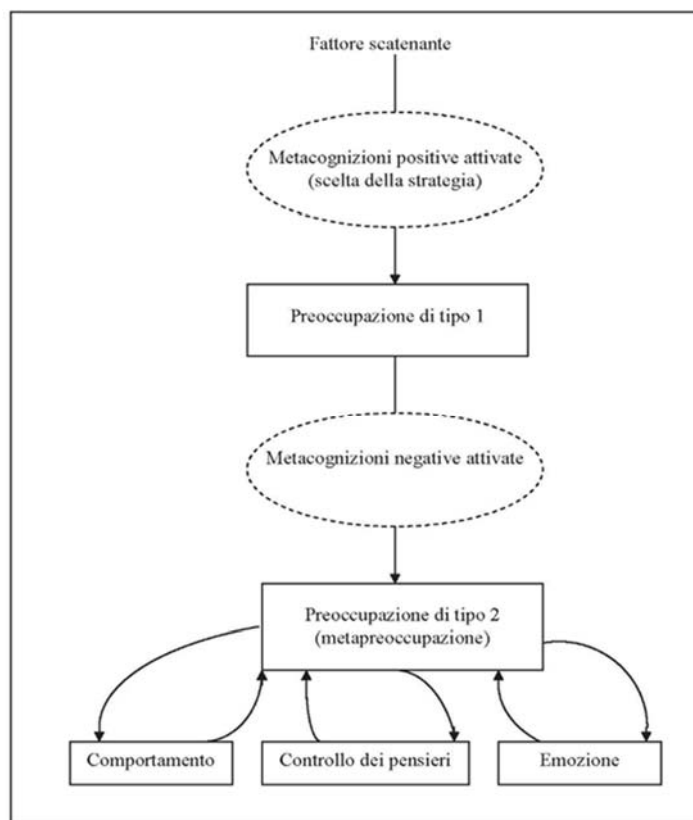 Fattore scatenante
Metacognizioni positive attivate
(scelta della strategia)
Preoccupazione di tipo 1
Metacognizioni negative attivate
Preoccupazione di tipo 2
(metapreoccupazione)
Comportamento
Controllo dei pensieri
Emozione